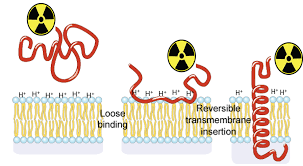 H⁺ H⁺ H⁺ H⁺ H⁺
Loose
binding
H⁺ H⁺ H⁺ H⁺
Reversible
transmembrane
insertion
H⁺ H⁺